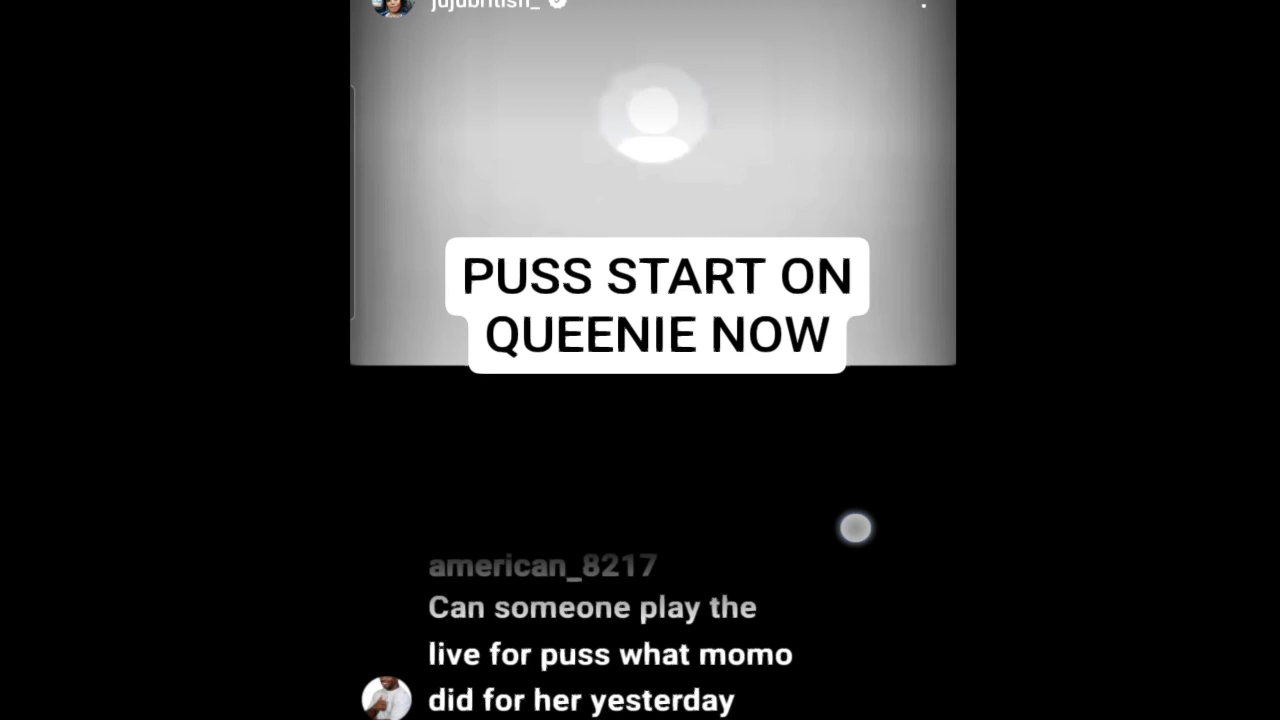 jujubritish_
PUSS START ON
QUEENIE NOW
american_8217
Can someone play the
live for puss what momo
did for her yesterday